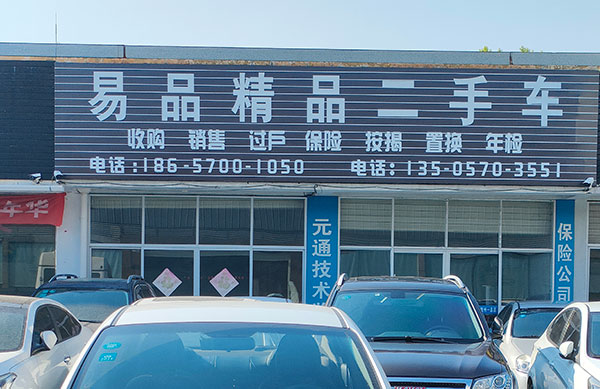 易品精品二手车
收购 销售 过户 保险 按揭 置换 年检
电话:186-5700-1050 电话:135-0570-3551
年华
元通技术
保险公司